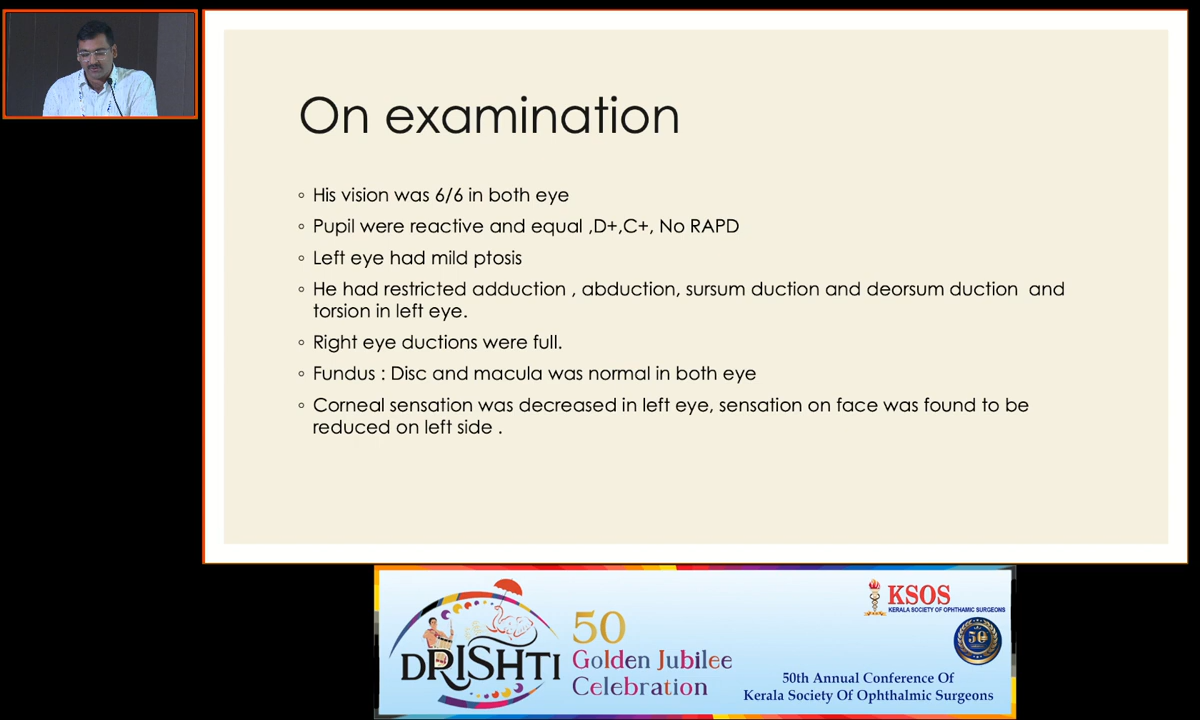 On examination
◦ His vision was 6/6 in both eye
◦ Pupil were reactive and equal ,D+,C+, No RAPD
◦ Left eye had mild ptosis
◦ He had restricted adduction , abduction, sursum duction and deorsum duction and
torsion in left eye.
◦ Right eye ductions were full.
◦ Fundus : Disc and macula was normal in both eye
◦ Corneal sensation was decreased in left eye, sensation on face was found to be
reduced on left side .
DRISHTI
50
Golden Jubilee
Celebration
KSOS
KERALA SOCIETY OF OPHTHAMIC SURGEONS
50
50th Annual Conference Of
Kerala Society Of Ophthalmic Surgeons